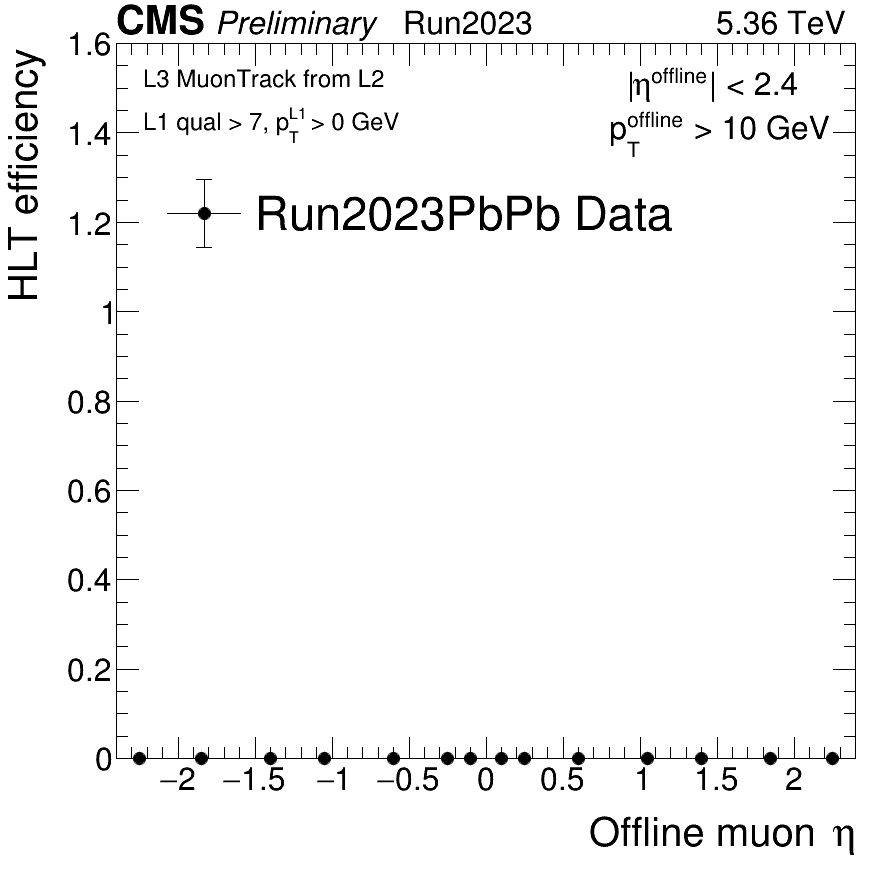 CMS Preliminary Run2023 5.36 TeV
L3 MuonTrack from L2
L1 qual > 7, p_T^L1 > 0 GeV
|η^offline| < 2.4
p_T^offline > 10 GeV
Run2023PbPb Data
HLT efficiency
1.6
1.4
1.2
1
0.8
0.6
0.4
0.2
0
−2 −1.5 −1 −0.5 0 0.5 1 1.5 2
Offline muon η